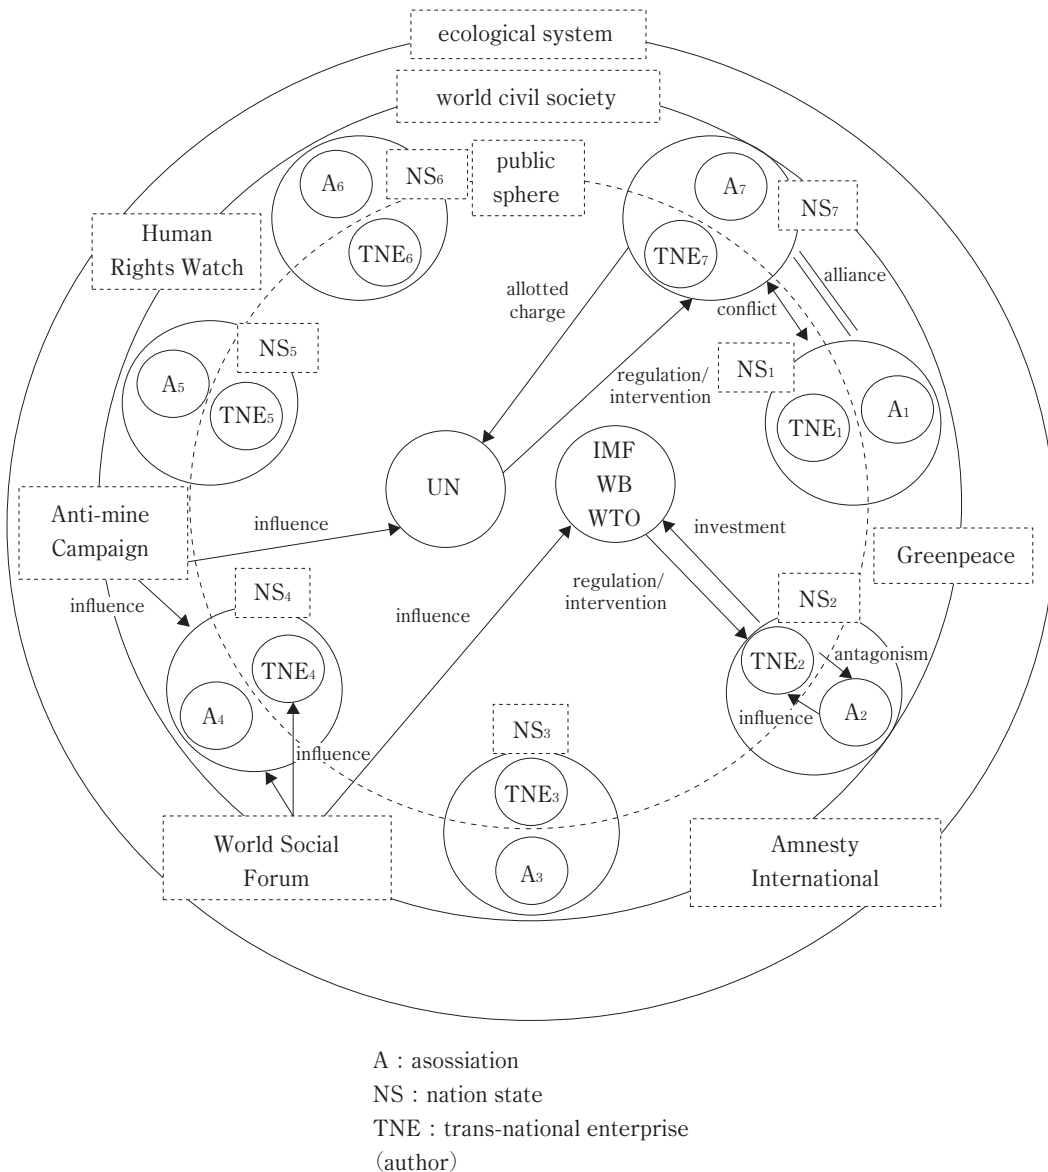 ecological system
world civil society
public
sphere
A6
NS6
TNE6
A7
NS7
TNE7
Human
Rights Watch
allotted
charge
conflict
alliance
NS5
A5
TNE5
NS1
A1
TNE1
regulation/
intervention
UN
IMF
WB
WTO
Anti-mine
Campaign
influence
influence
investment
Greenpeace
regulation/
intervention
NS4
TNE4
A4
influence
NS2
TNE2
antagonism
influence
A2
influence
NS3
TNE3
A3
World Social
Forum
Amnesty
International
A : asossiation
NS : nation state
TNE : trans-national enterprise
(author)